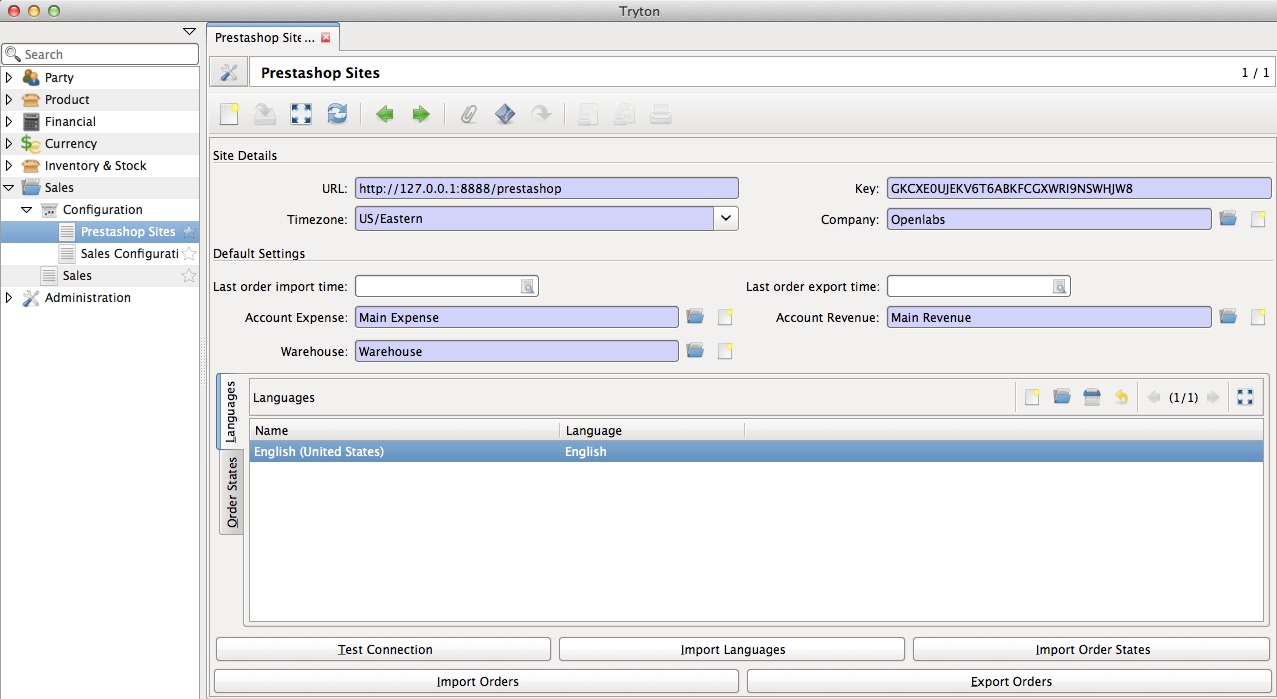 Tryton
Search
Party
Product
Financial
Currency
Inventory & Stock
Sales
Configuration
Prestashop Sites
Sales Configurati
Sales
Administration
Prestashop Site ...
Prestashop Sites
1 / 1
Site Details
URL: http://127.0.0.1:8888/prestashop
Key: GKCXE0UJEKV6T6ABKFCGXWRI9NSWHJW8
Timezone: US/Eastern
Company: Openlabs
Default Settings
Last order import time:
Last order export time:
Account Expense: Main Expense
Account Revenue: Main Revenue
Warehouse: Warehouse
Languages
Order States
Languages
(1/1)
Name Language
English (United States) English
Test Connection
Import Languages
Import Order States
Import Orders
Export Orders